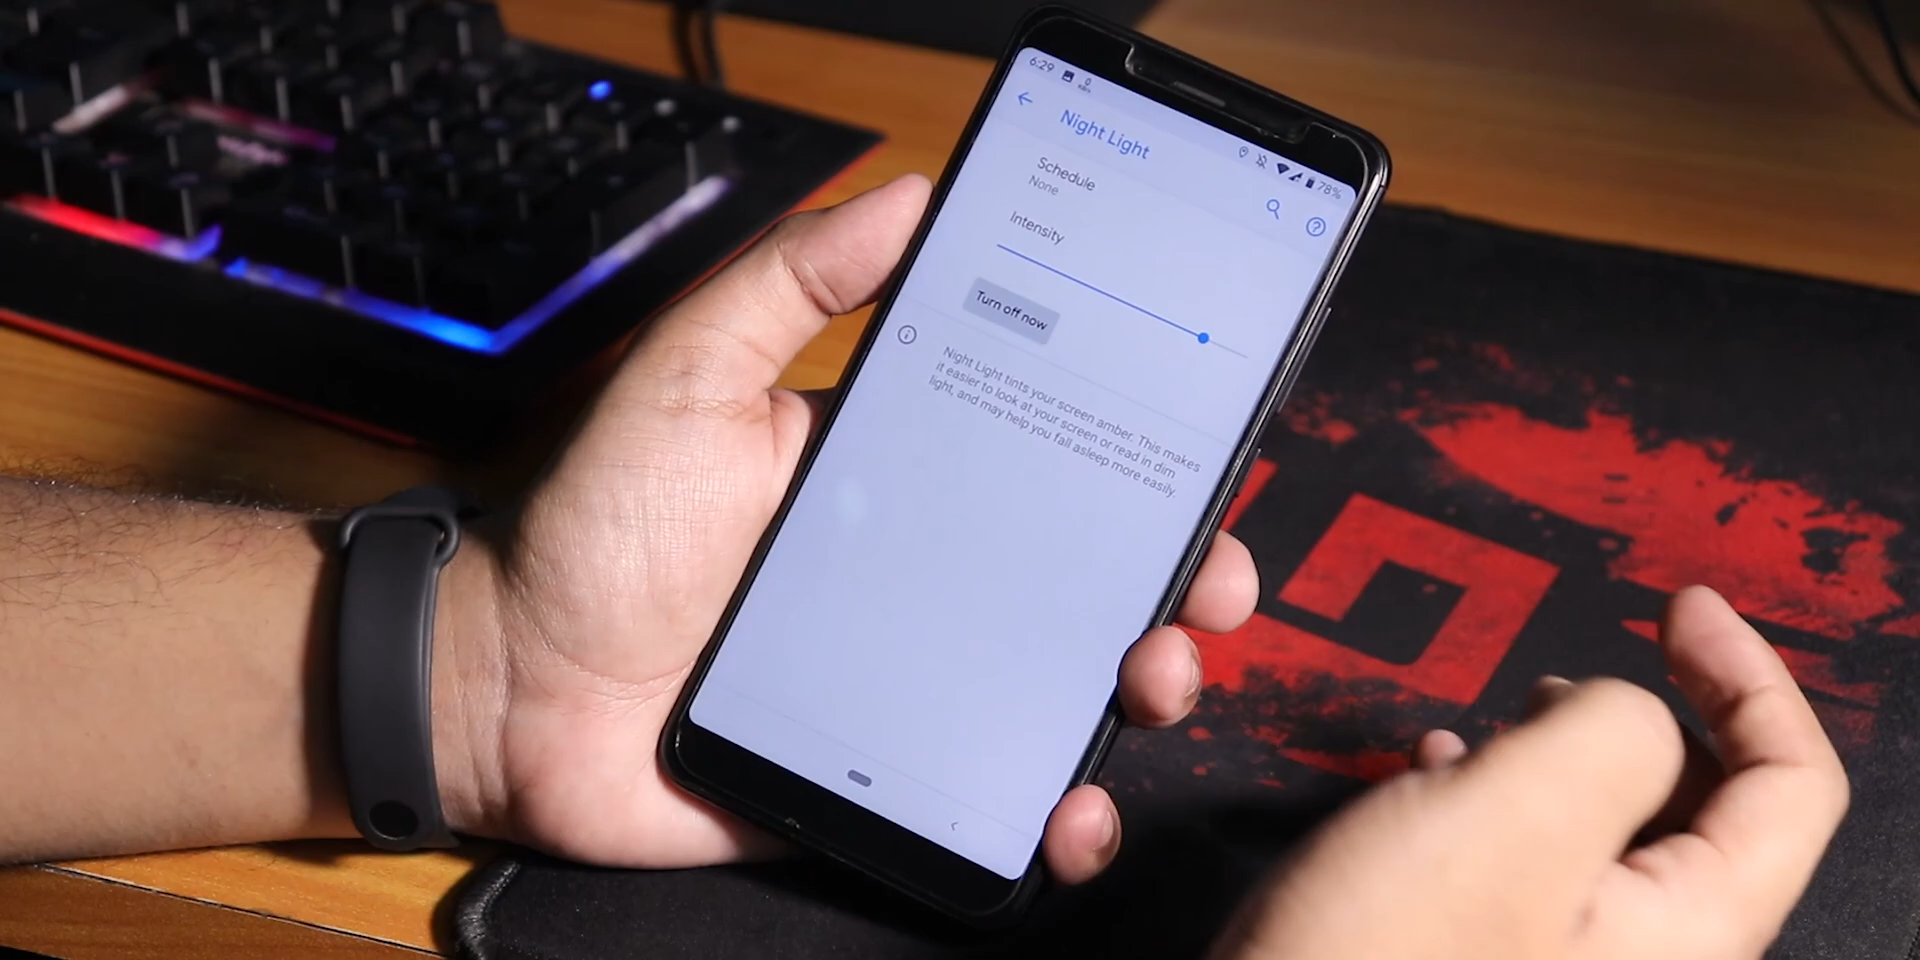 6:29
78%
Night Light
Schedule
None
Intensity
Turn off now
Night Light tints your screen amber. This makes
it easier to look at your screen or read in dim
light, and may help you fall asleep more easily.